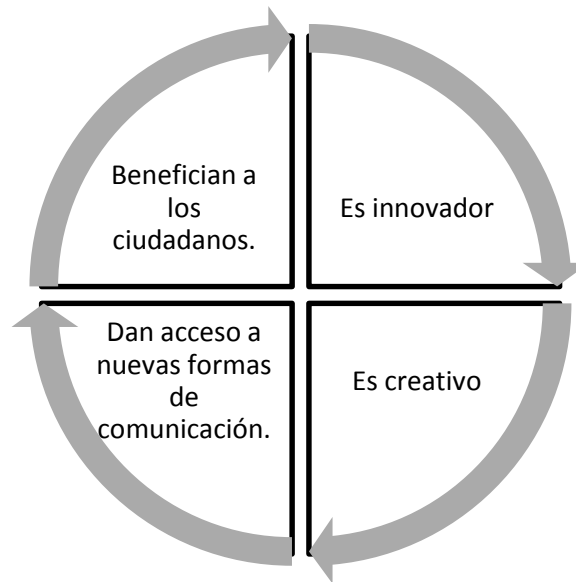 Benefician a
los
ciudadanos.
Es innovador
Dan acceso a
nuevas formas
de
comunicación.
Es creativo